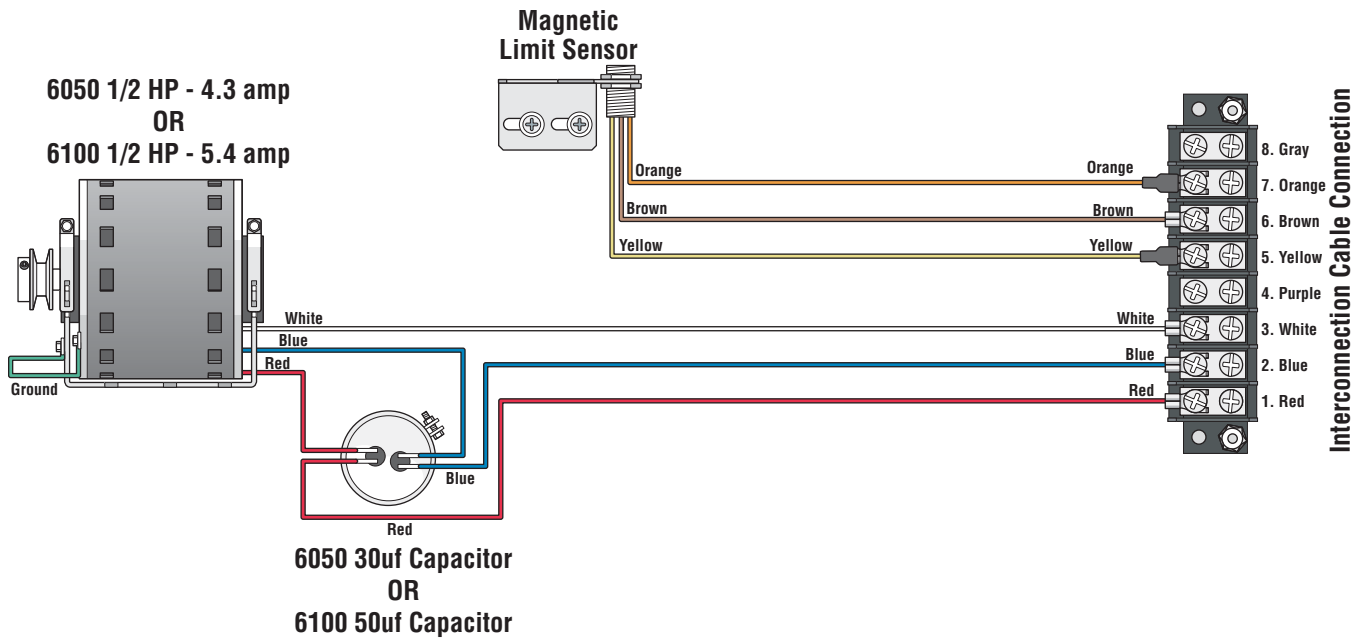 Magnetic
Limit Sensor
6050 1/2 HP - 4.3 amp
OR
6100 1/2 HP - 5.4 amp
Orange
Orange
Brown
Brown
Yellow
Yellow
White
White
Blue
Blue
Red
Red
Ground
Blue
Red
6050 30uf Capacitor
OR
6100 50uf Capacitor
8. Gray
7. Orange
6. Brown
5. Yellow
4. Purple
3. White
2. Blue
1. Red
Interconnection Cable Connection